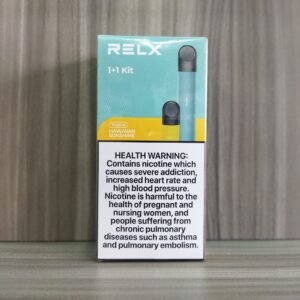 RELX
1+1 Kit
HAWAIIAN
SUNSHINE
HEALTH WARNING:
Contains nicotine which
causes severe addiction,
increased heart rate and
high blood pressure.
Nicotine is harmful to the
health of pregnant and
nursing women, and
people suffering from
chronic pulmonary
diseases such as asthma
and pulmonary embolism.